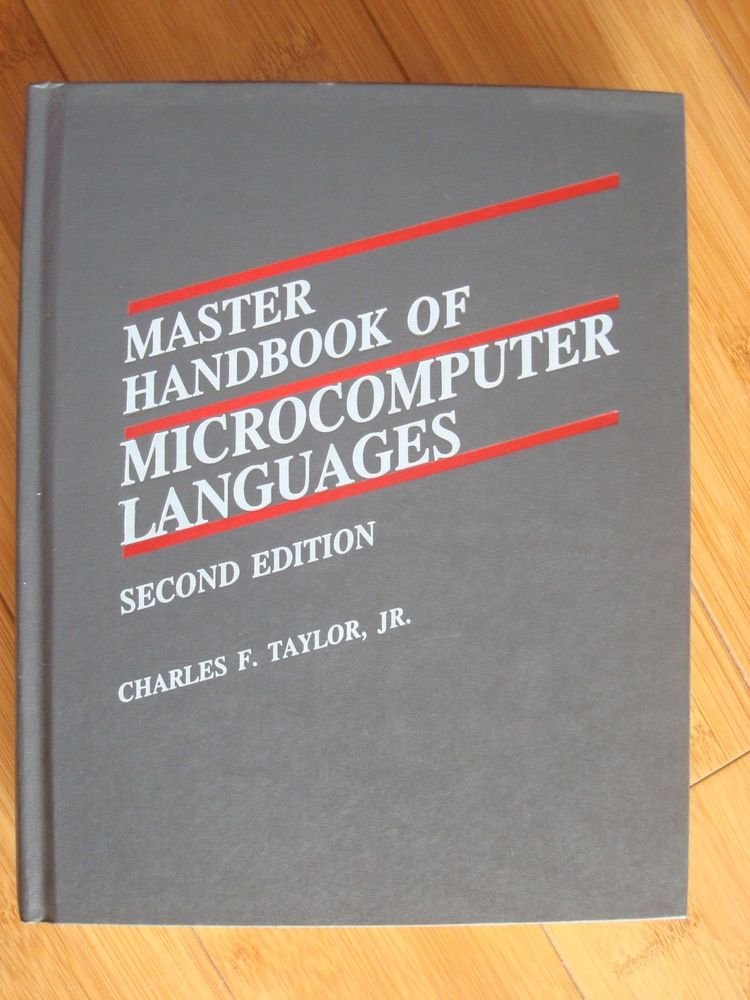 MASTER
HANDBOOK OF
MICROCOMPUTER
LANGUAGES
SECOND EDITION
CHARLES F. TAYLOR, JR.